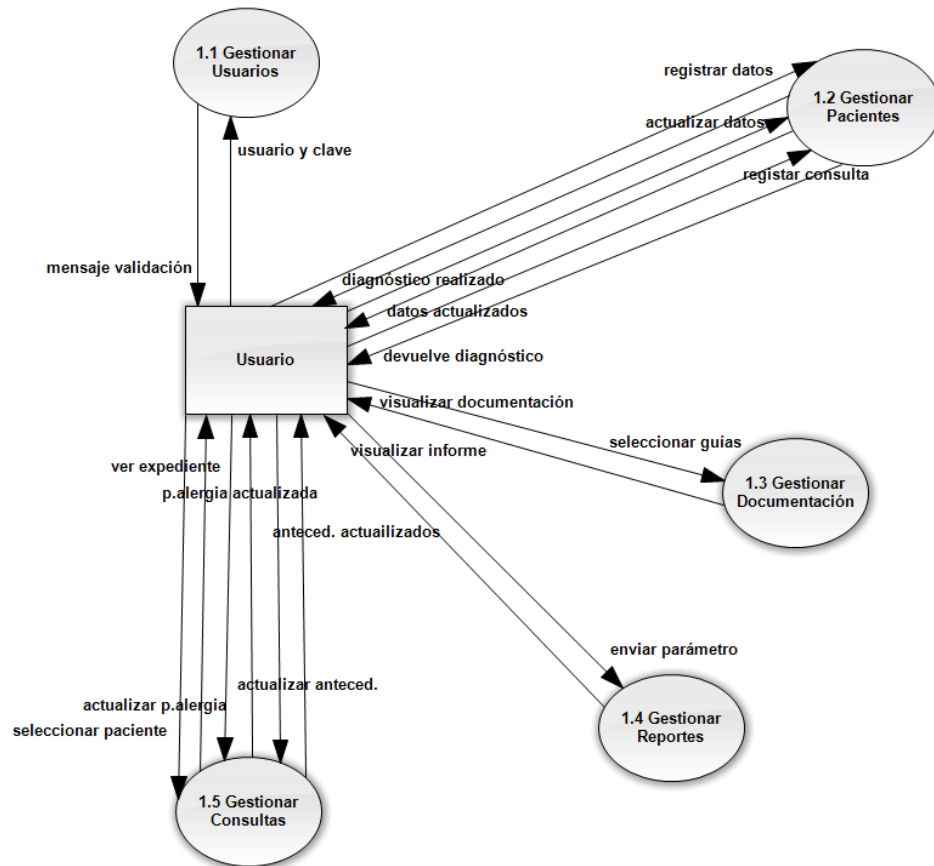 1.1 Gestionar
Usuarios
registrar datos
1.2 Gestionar
Pacientes
actualizar datos
usuario y clave
registar consulta
mensaje validación
diagnóstico realizado
datos actualizados
Usuario
devuelve diagnóstico
visualizar documentación
seleccionar guías
visualizar informe
ver expediente
p.alergia actualizada
1.3 Gestionar
Documentación
anteced. actuailizados
enviar parámetro
actualizar anteced.
actualizar p.alergia
seleccionar paciente
1.4 Gestionar
Reportes
1.5 Gestionar
Consultas